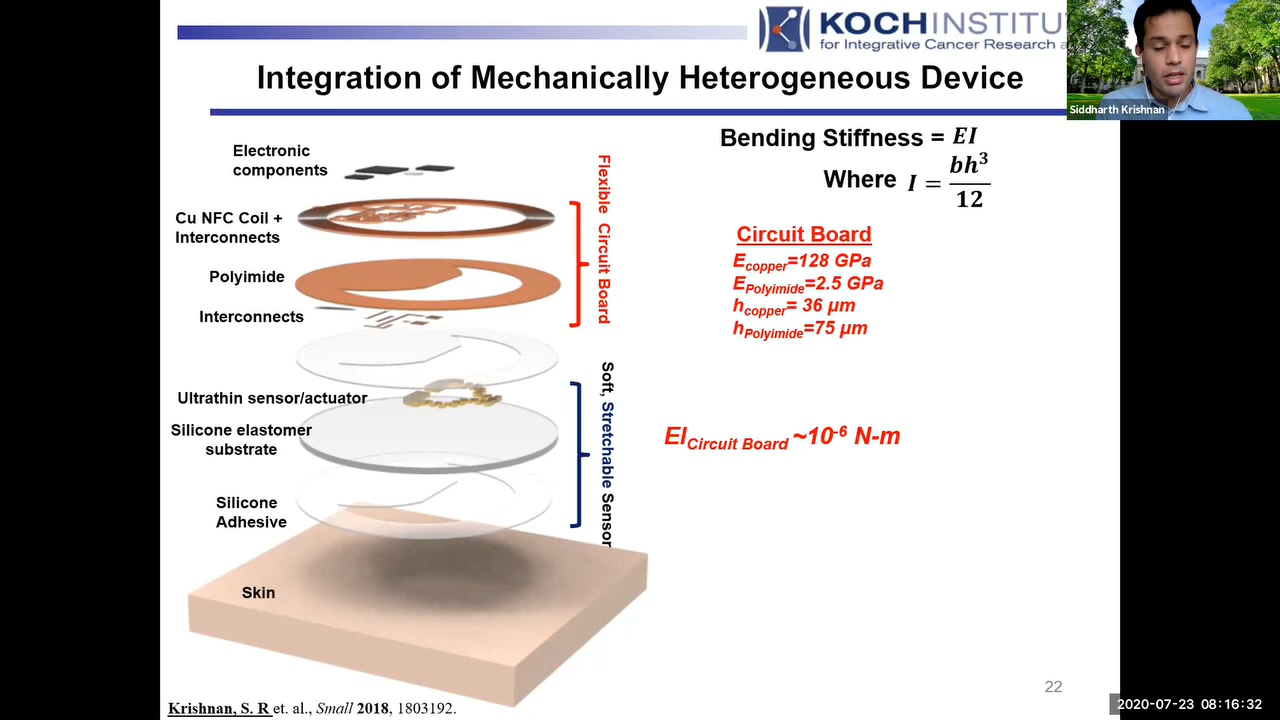 KOCH INSTITU
for Integrative Cancer Research a
Siddharth Krishnan
Integration of Mechanically Heterogeneous Device
Electronic
components
Cu NFC Coil +
Interconnects
Polyimide
Interconnects
Ultrathin sensor/actuator
Silicone elastomer
substrate
Silicone
Adhesive
Skin
Flexible Circuit Board
Soft, Stretchable Sensor
Bending Stiffness = EI
Where I = bh³/12
Circuit Board
E_copper=128 GPa
E_Polyimide=2.5 GPa
h_copper= 36 µm
h_Polyimide=75 µm
EI_Circuit Board ~10⁻⁶ N-m
Krishnan, S. R et. al., Small 2018, 1803192.
22
2020-07-23 08:16:32